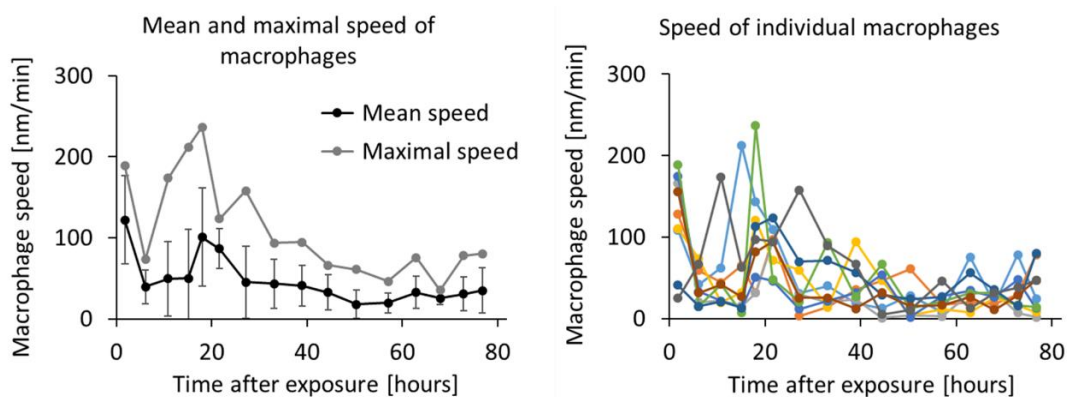 Mean and maximal speed of
macrophages
Macrophage speed [nm/min]
300
200
100
0
Mean speed
Maximal speed
0 20 40 60 80
Time after exposure [hours]
Speed of individual macrophages
Macrophage speed [nm/min]
300
200
100
0
0 20 40 60 80
Time after exposure [hours]